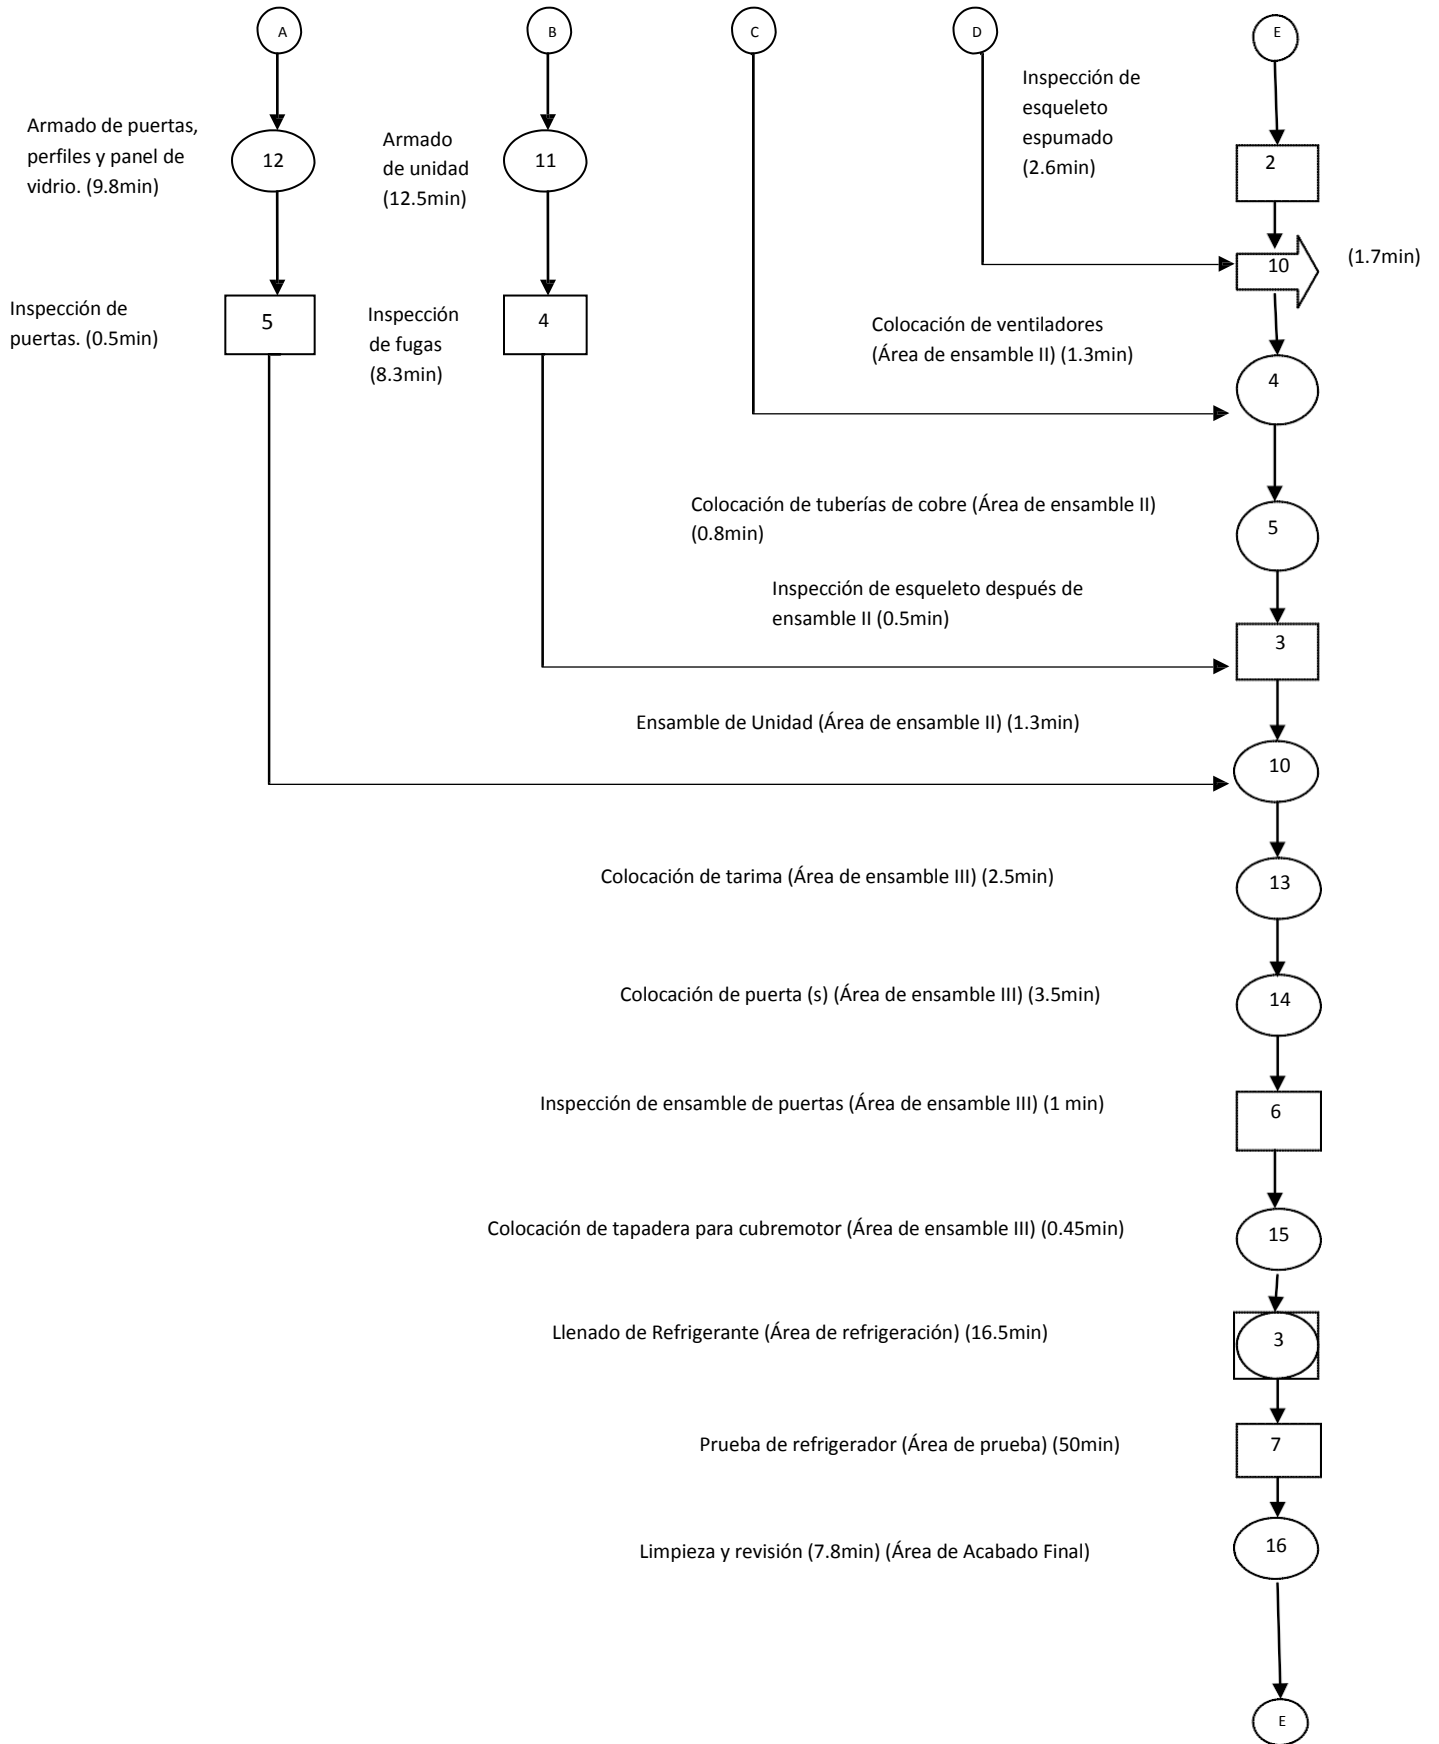 A
B
C
D
E
Inspección de
esqueleto
espumado
(2.6min)
2
Armado de puertas,
perfiles y panel de
vidrio. (9.8min)
12
Armado
de unidad
(12.5min)
11
10
(1.7min)
Inspección de
puertas. (0.5min)
5
Inspección
de fugas
(8.3min)
4
Colocación de ventiladores
(Área de ensamble II) (1.3min)
4
Colocación de tuberías de cobre (Área de ensamble II)
(0.8min)
5
Inspección de esqueleto después de
ensamble II (0.5min)
3
Ensamble de Unidad (Área de ensamble II) (1.3min)
10
Colocación de tarima (Área de ensamble III) (2.5min)
13
Colocación de puerta (s) (Área de ensamble III) (3.5min)
14
Inspección de ensamble de puertas (Área de ensamble III) (1 min)
6
Colocación de tapadera para cubremotor (Área de ensamble III) (0.45min)
15
Llenado de Refrigerante (Área de refrigeración) (16.5min)
3
Prueba de refrigerador (Área de prueba) (50min)
7
Limpieza y revisión (7.8min) (Área de Acabado Final)
16
E